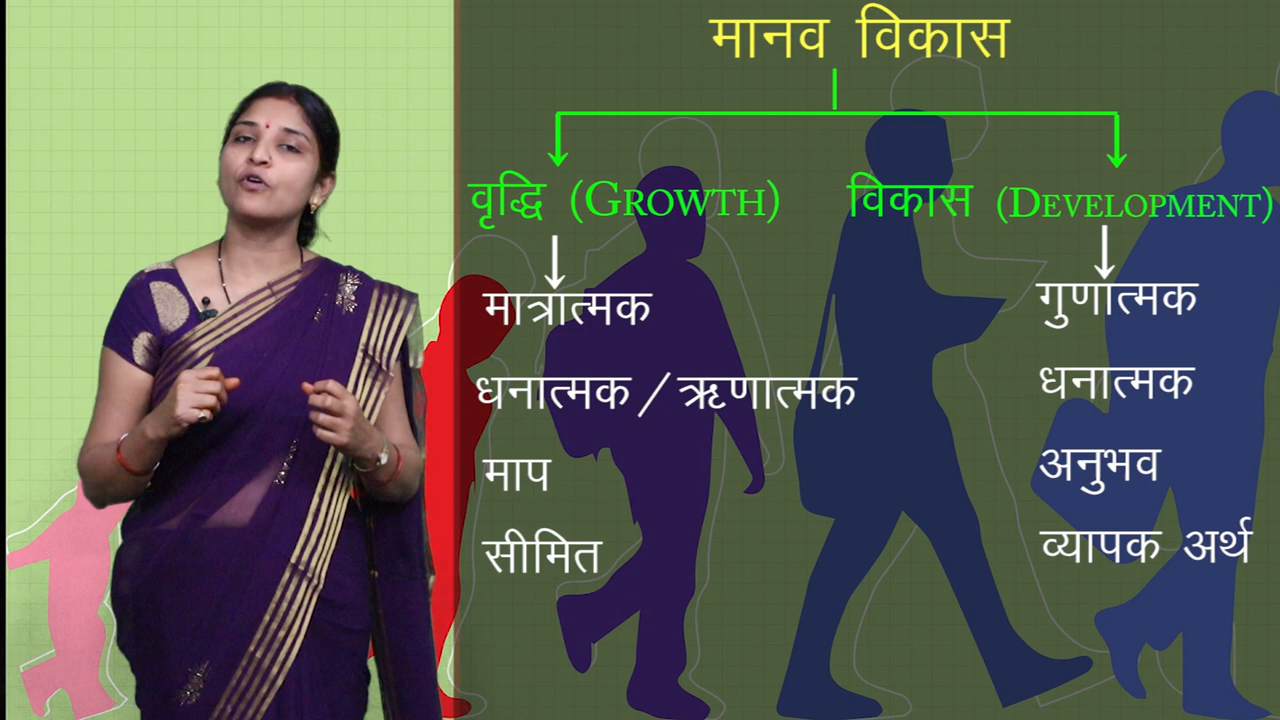 मानव विकास
वृद्धि (GROWTH)
विकास (DEVELOPMENT)
मात्रात्मक
धनात्मक / ऋणात्मक
माप
सीमित
गुणात्मक
धनात्मक
अनुभव
व्यापक अर्थ